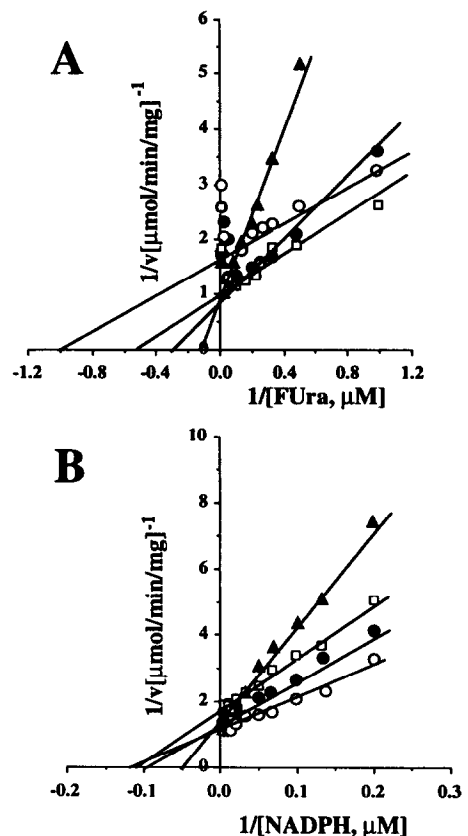 A
1/v[μmol/min/mg]⁻¹
6
5
4
3
2
1
0
-1.2 -0.8 -0.4 0.0 0.4 0.8 1.2
1/[FUra, μM]
B
1/v[μmol/min/mg]⁻¹
10
8
6
4
2
0
-0.2 -0.1 0.0 0.1 0.2 0.3
1/[NADPH, μM]